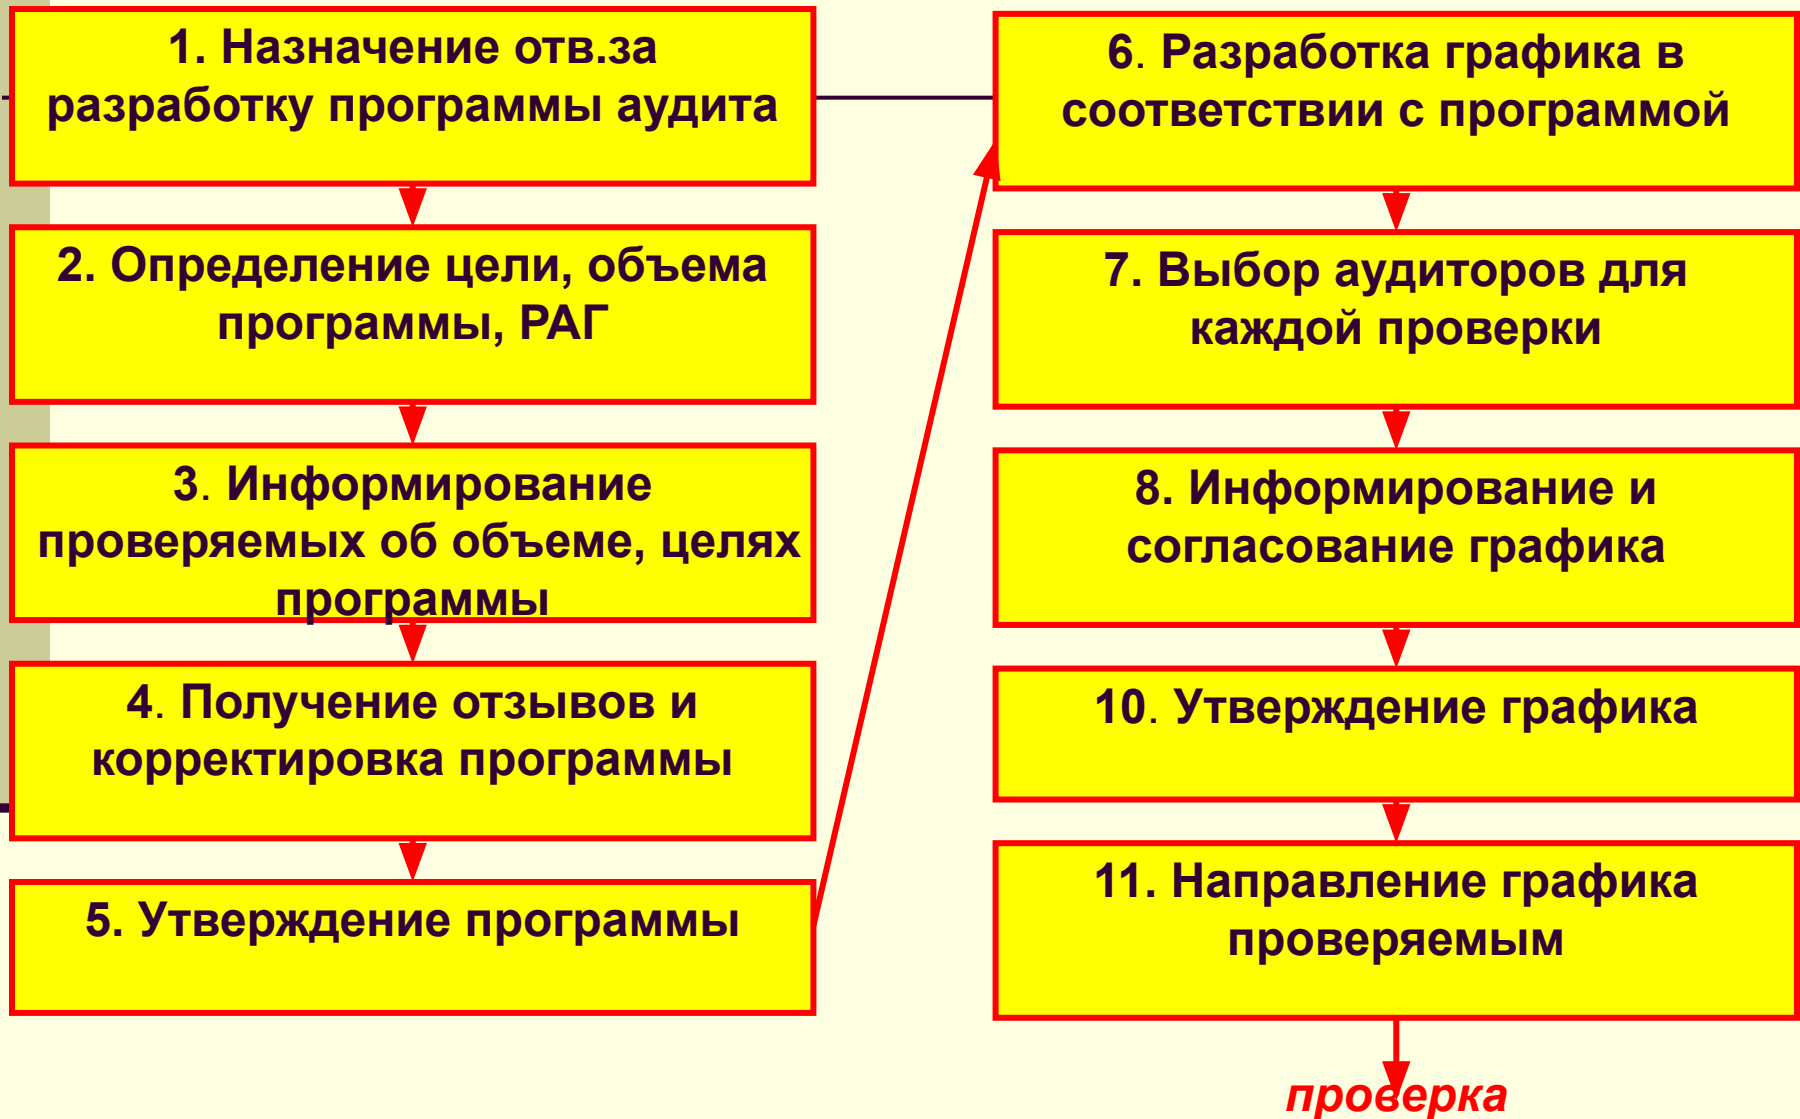 1. Назначение отв.за
разработку программы аудита
2. Определение цели, объема
программы, РАГ
3. Информирование
проверяемых об объеме, целях
программы
4. Получение отзывов и
корректировка программы
5. Утверждение программы
6. Разработка графика в
соответствии с программой
7. Выбор аудиторов для
каждой проверки
8. Информирование и
согласование графика
10. Утверждение графика
11. Направление графика
проверяемым
проверка